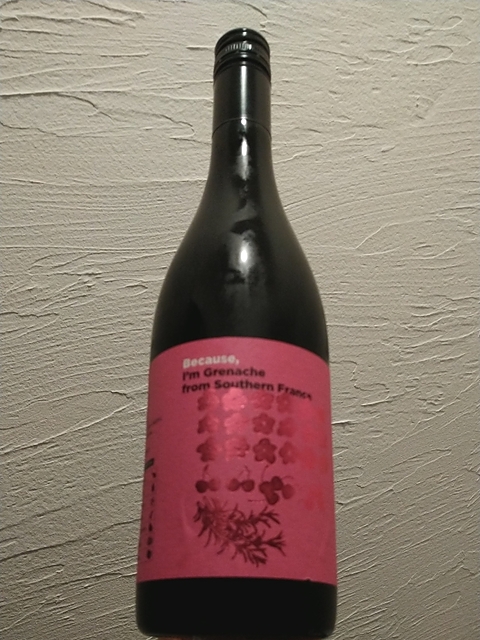 Because,
I'm Grenache
from Southern France